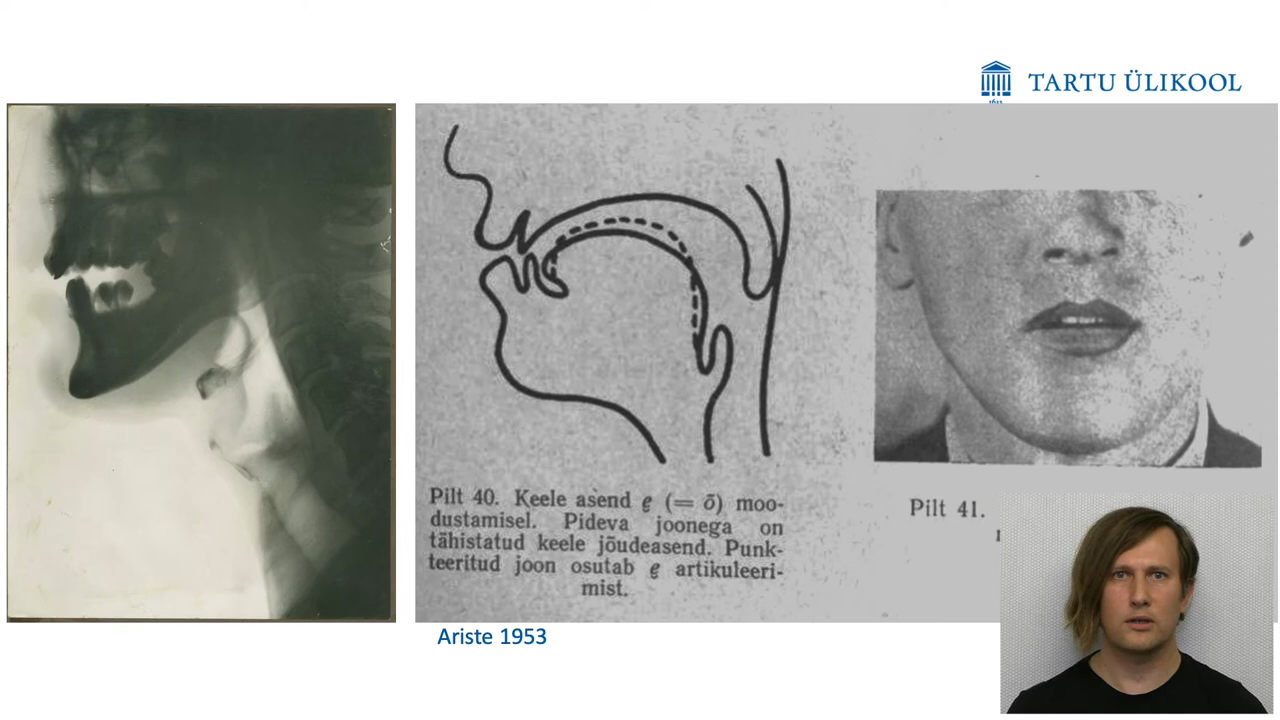 TARTU ÜLIKOOL
1632
Pilt 40. Keele asend e̮ (= õ) moo-
dustamisel. Pideva joonega on
tähistatud keele jõudeasend. Punk-
teeritud joon osutab e̮ artikuleeri-
mist.
Pilt 41.
Ariste 1953